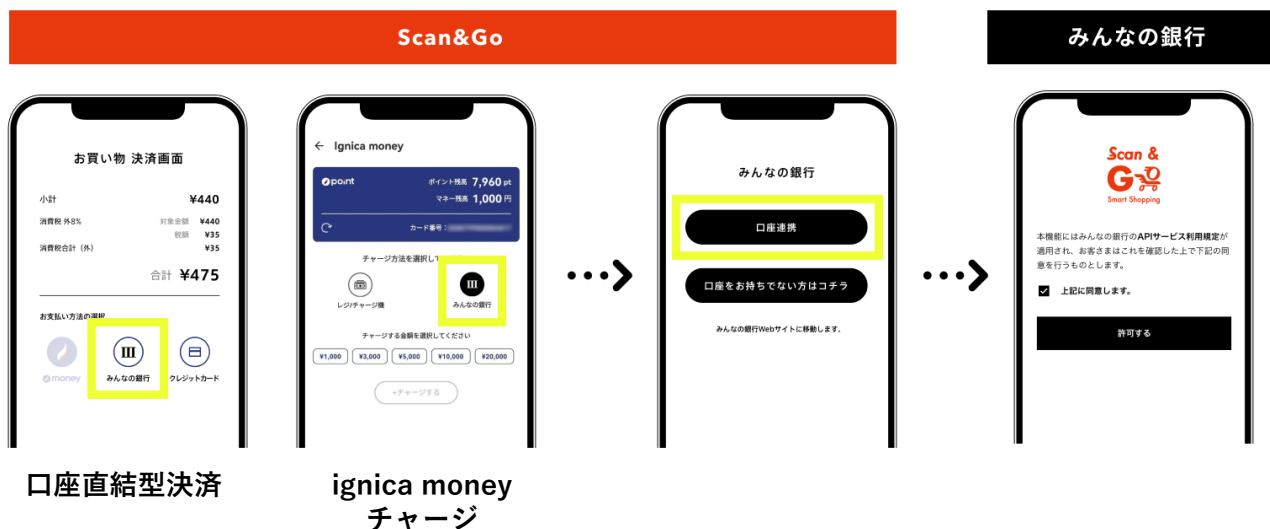 Scan&Go
みんなの銀行
お買い物 決済画面
小計 ¥440
消費税 外8% 対象金額 ¥440
税額 ¥35
消費税合計（外） ¥35
合計 ¥475
お支払い方法の選択
money
みんなの銀行
クレジットカード
口座直結型決済
← Ignica money
point ポイント残高 7,960 pt
マネー残高 1,000 円
カード番号：
チャージ方法を選択して
レジ/チャージ機
みんなの銀行
チャージする金額を選択してください
¥1,000 ¥3,000 ¥5,000 ¥10,000 ¥20,000
+チャージする
ignica money
チャージ
みんなの銀行
口座連携
口座をお持ちでない方はコチラ
みんなの銀行Webサイトに移動します。
Scan &
Go
Smart Shopping
本機能にはみんなの銀行のAPIサービス利用規定が
適用され、お客さまはこれを確認した上で下記の同
意を行うものとします。
上記に同意します。
許可する